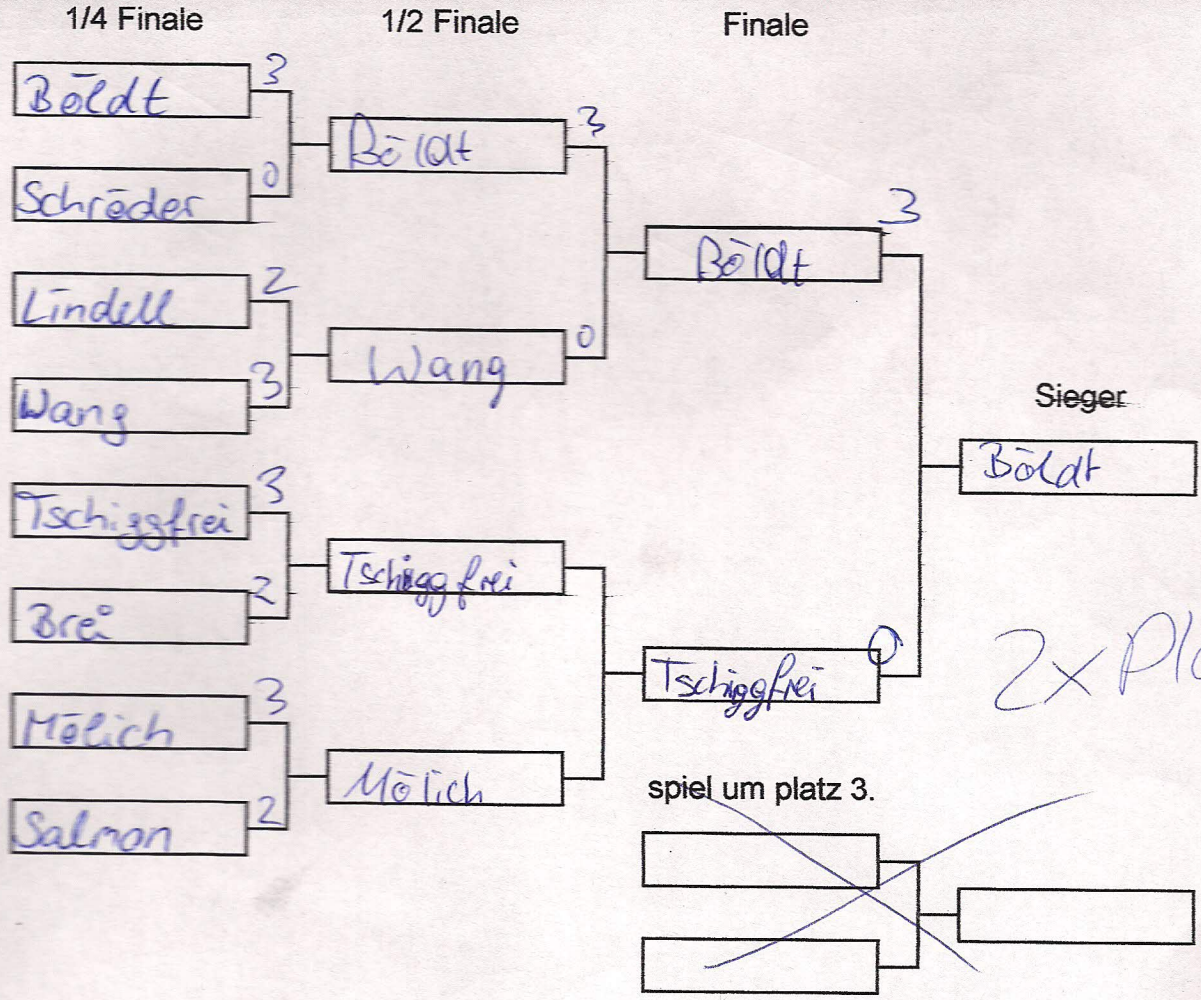 1/4 Finale 1/2 Finale Finale
Böldt 3
Schröder 0
Lindell 2
Wang 3
Tschiggfrei 3
Brei 2
Mölich 3
Salmon 2
Böldt 3
Wang 0
Tschiggfrei
Mölich
Böldt 3
Tschiggfrei 0
Sieger
Böldt
2x
spiel um platz 3.